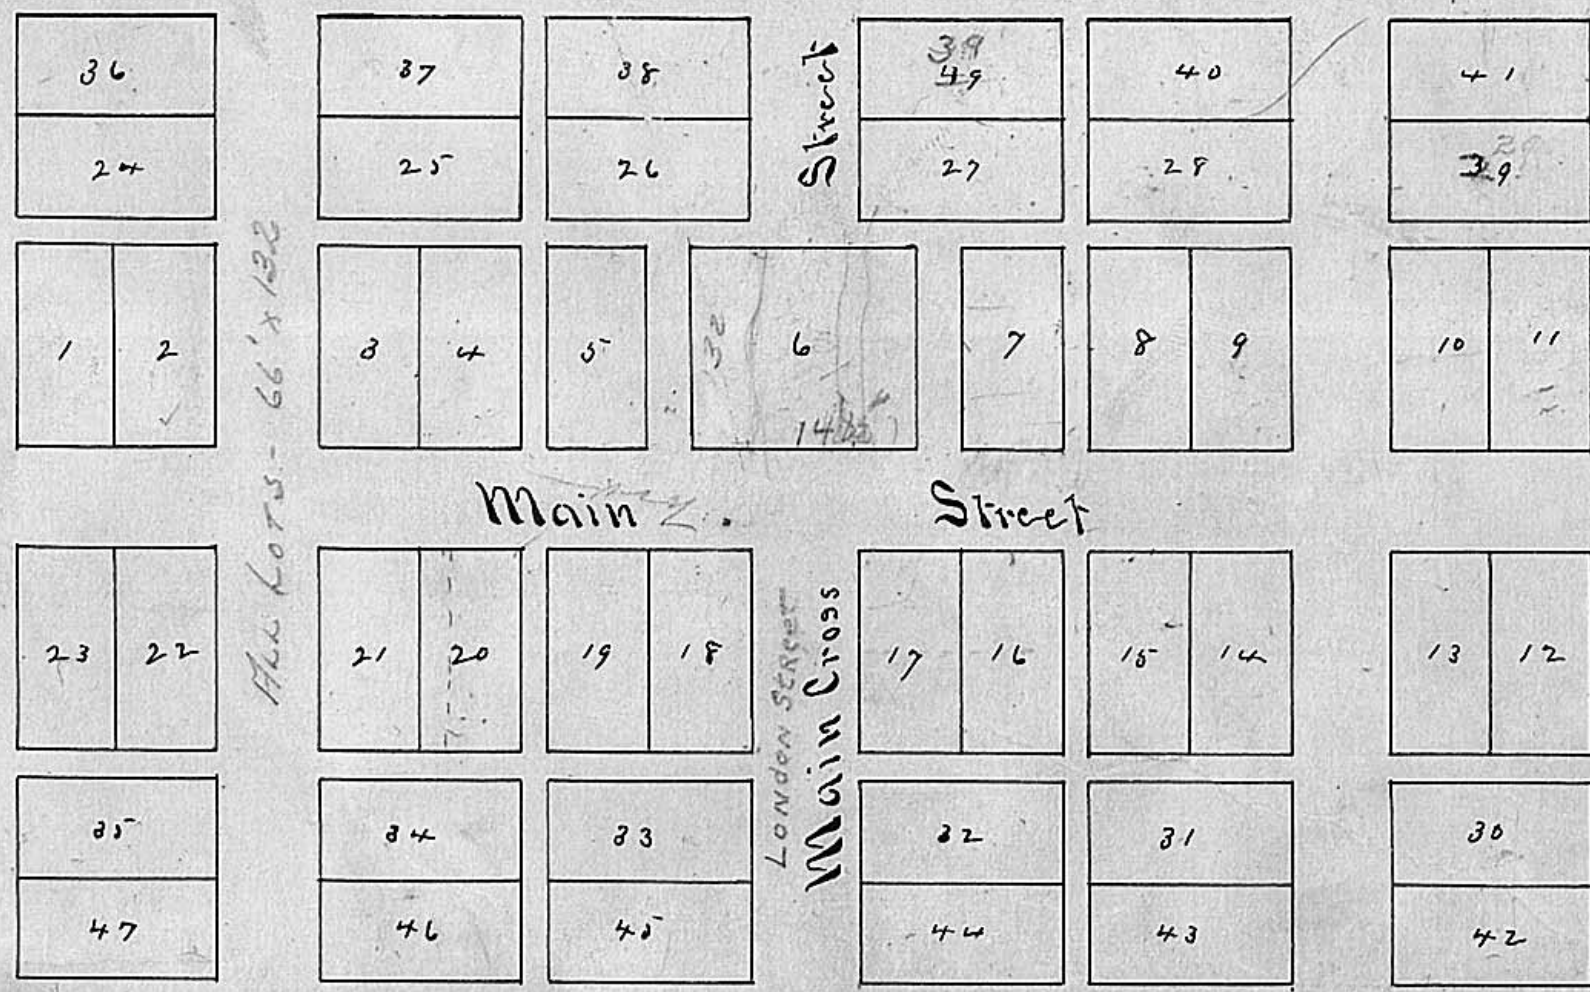 36 37 38 Street 39 40 41
49
24 25 26 27 28 29
39
1 2 3 4 5 132 6 7 8 9 10 11
14
Main Street
All Lots - 66' x 132
23 22 21 20 19 18 17 16 15 14 13 12
London Street
Main Cross
35 34 33 32 31 30
47 46 45 44 43 42